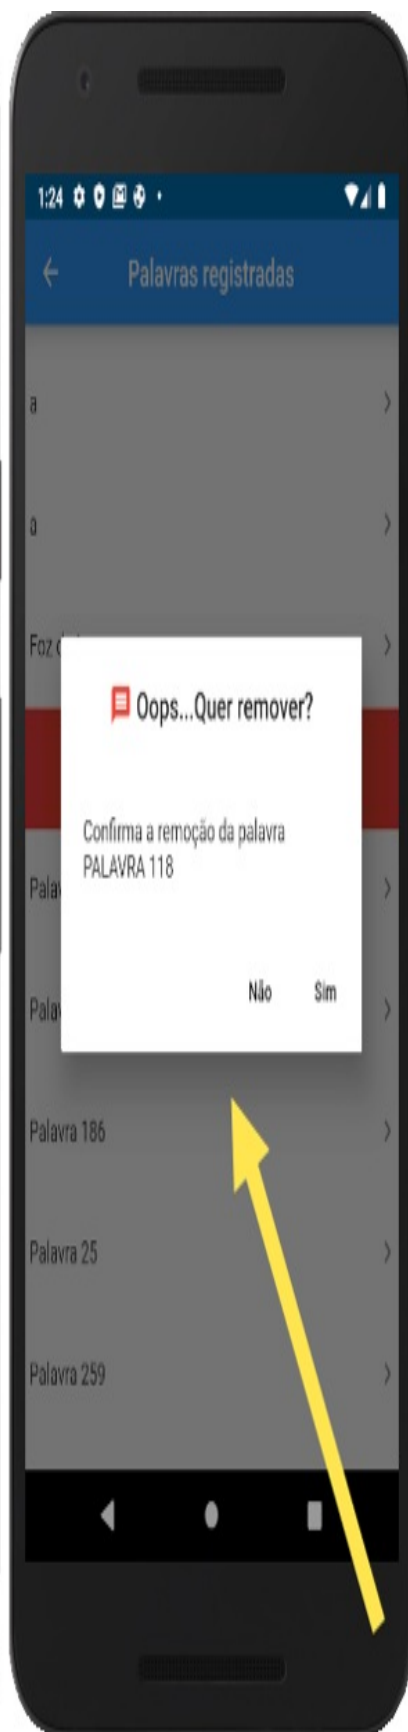 1:24
Palavras registradas
a
a
Foz
Oops...Quer remover?
Confirma a remoção da palavra
PALAVRA 118
Não Sim
Palavra 186
Palavra 25
Palavra 259